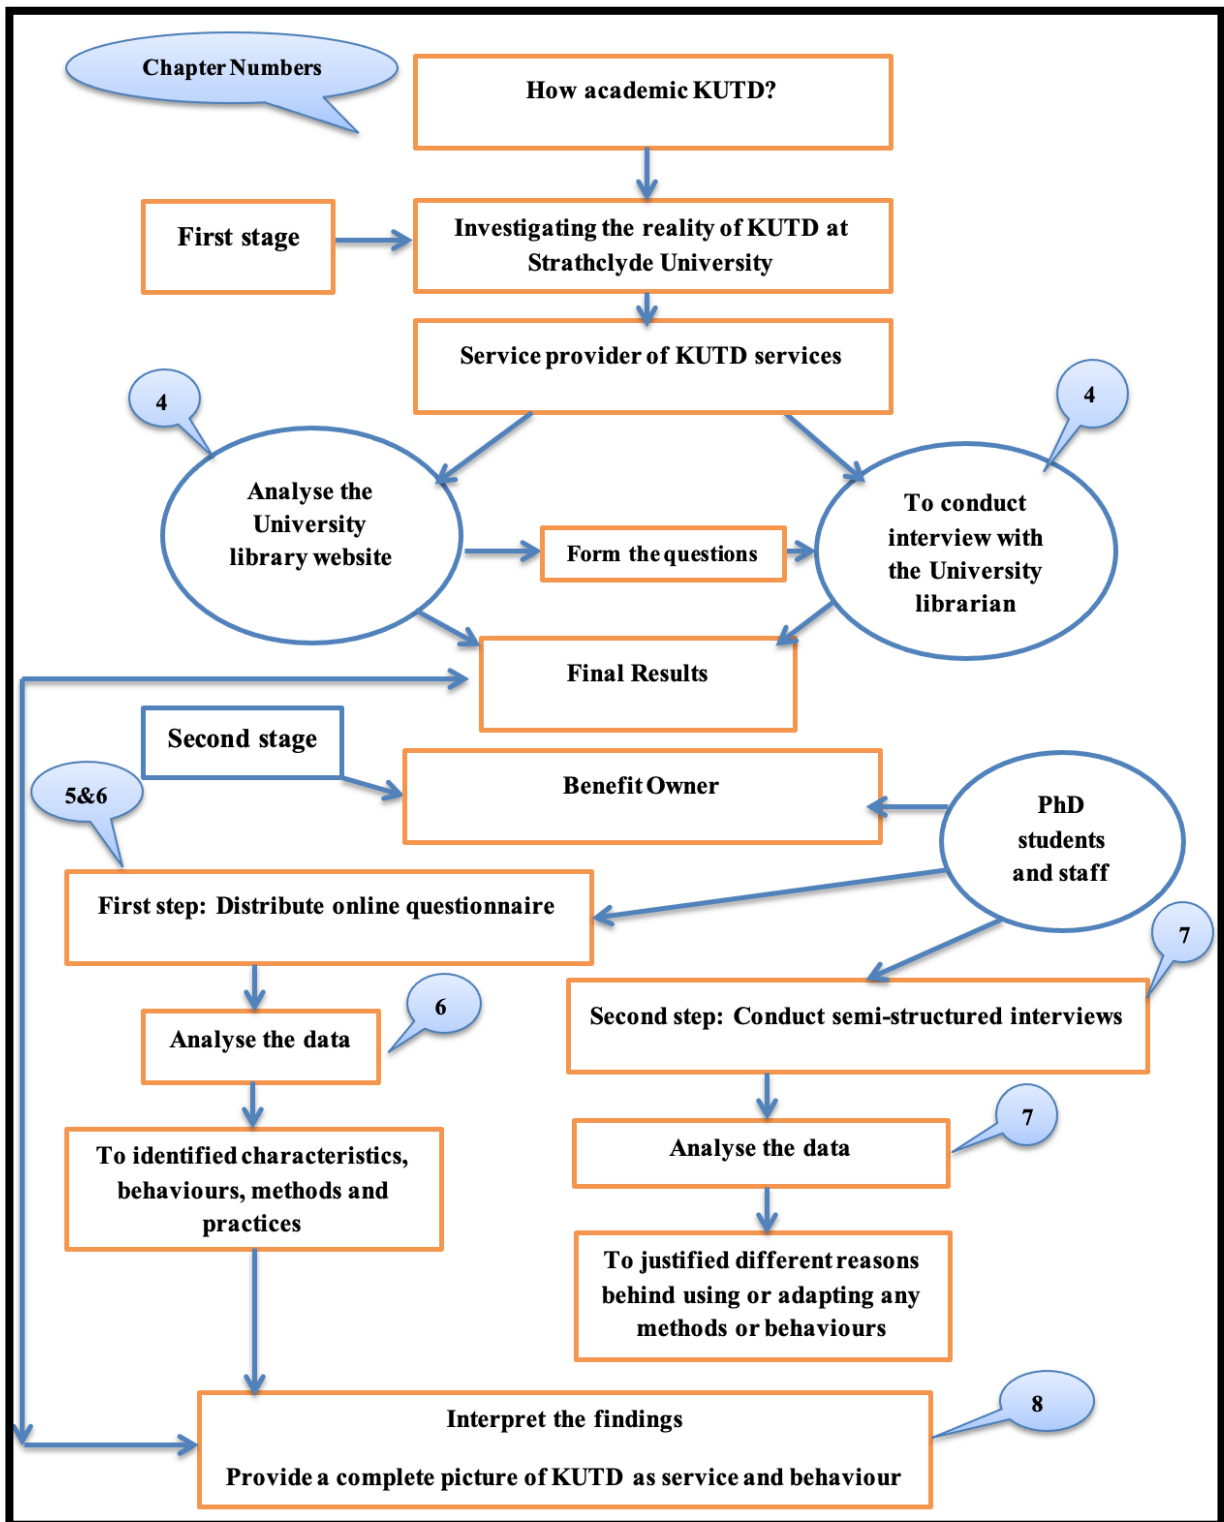 Chapter Numbers
How academic KUTD?
First stage
Investigating the reality of KUTD at
Strathclyde University
Service provider of KUTD services
4
4
Analyse the
University
library website
Form the questions
To conduct
interview with
the University
librarian
Final Results
Second stage
Benefit Owner
PhD
students
and staff
5&6
First step: Distribute online questionnaire
7
Second step: Conduct semi-structured interviews
6
Analyse the data
7
Analyse the data
To identified characteristics,
behaviours, methods and
practices
To justified different reasons
behind using or adapting any
methods or behaviours
8
Interpret the findings
Provide a complete picture of KUTD as service and behaviour